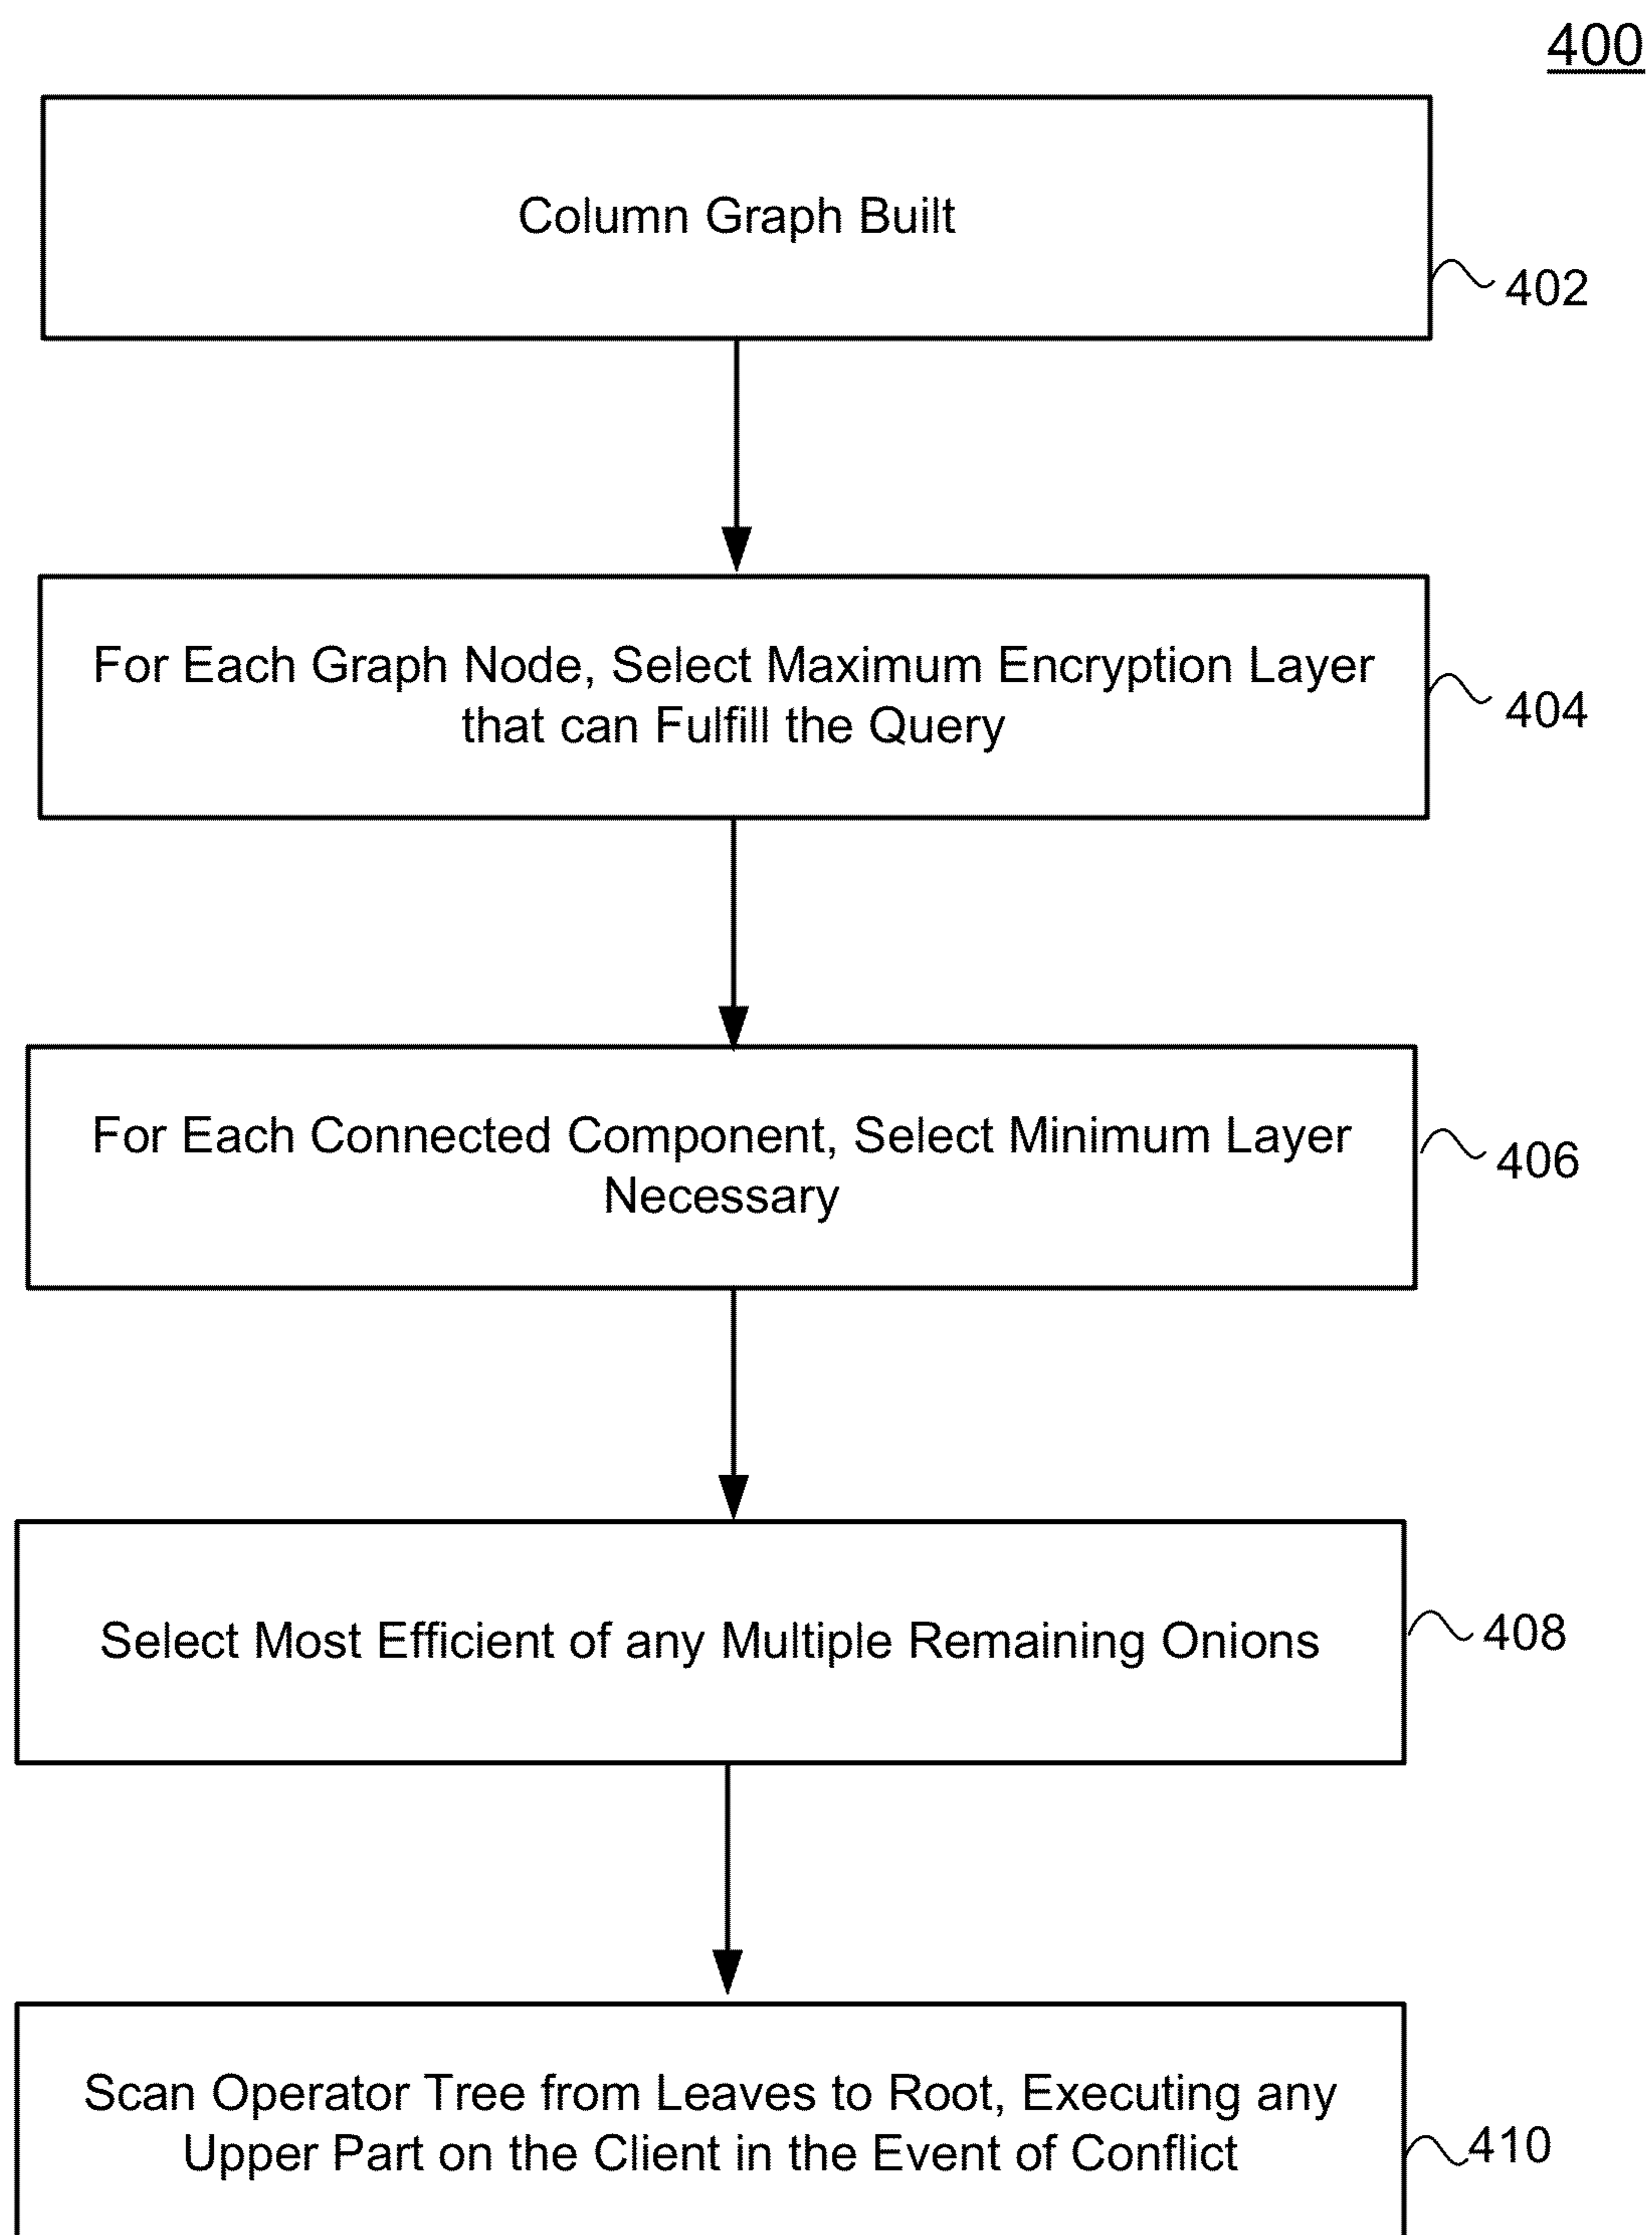 400
Column Graph Built
402
For Each Graph Node, Select Maximum Encryption Layer
that can Fulfill the Query
404
For Each Connected Component, Select Minimum Layer
Necessary
406
Select Most Efficient of any Multiple Remaining Onions
408
Scan Operator Tree from Leaves to Root, Executing any
Upper Part on the Client in the Event of Conflict
410